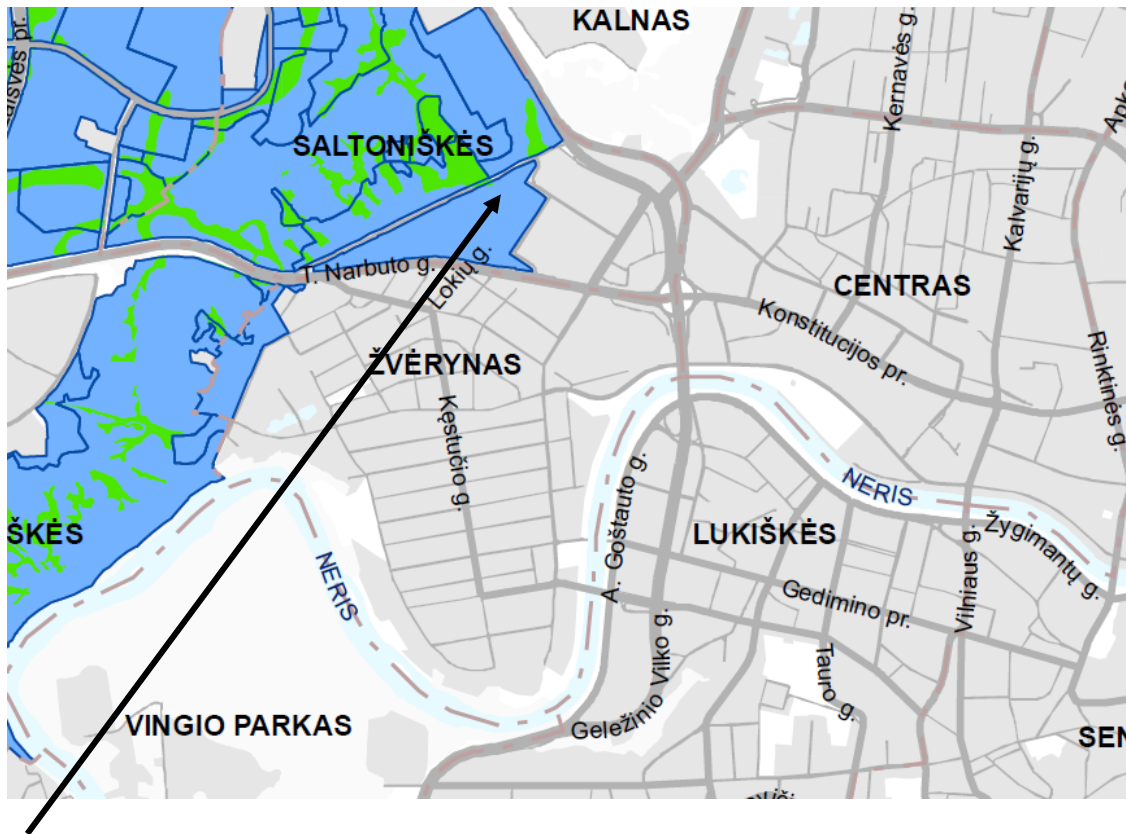 KALNAS
Kernavės g.
Kalvarijų g.
SALTONIŠKĖS
T. Narbuto g.
Lokių g.
CENTRAS
Konstitucijos pr.
Rinktinės g.
ŽVĖRYNAS
Kęstučio g.
A. Goštauto g.
NERIS
LUKIŠKĖS
Žygimantų g.
ŠKĖS
NERIS
Gedimino pr.
Vilniaus g.
Geležinio Vilko g.
Tauro g.
VINGIO PARKAS
SEN